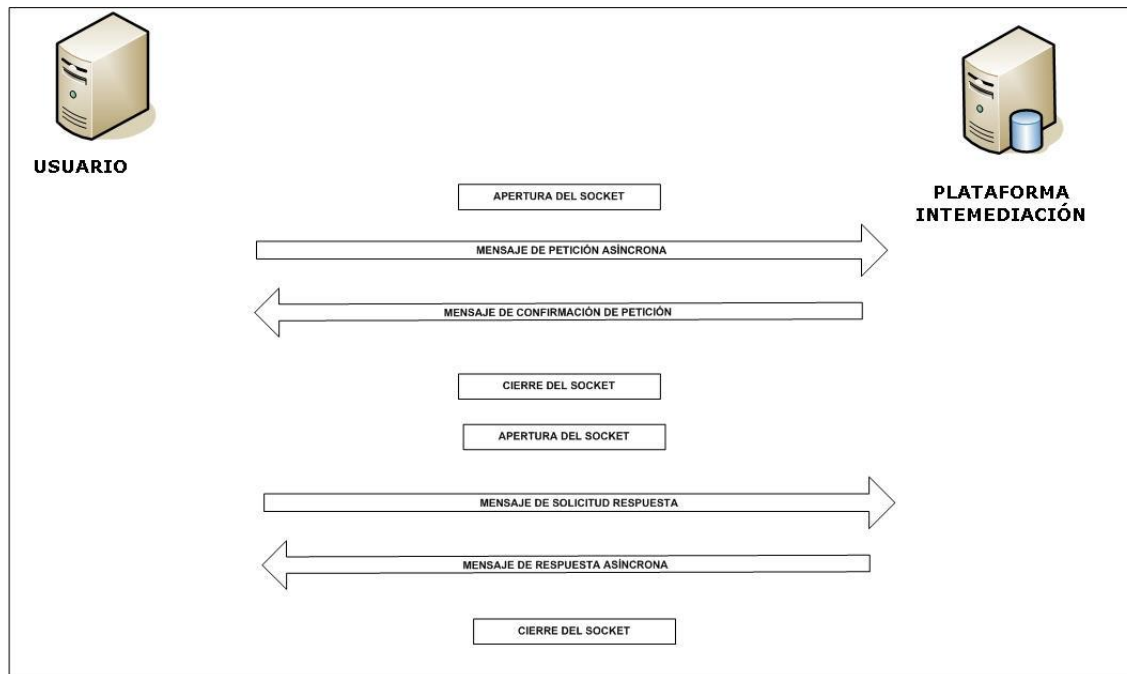 USUARIO
PLATAFORMA
INTEMEDIACIÓN
APERTURA DEL SOCKET
MENSAJE DE PETICIÓN ASÍNCRONA
MENSAJE DE CONFIRMACIÓN DE PETICIÓN
CIERRE DEL SOCKET
APERTURA DEL SOCKET
MENSAJE DE SOLICITUD RESPUESTA
MENSAJE DE RESPUESTA ASÍNCRONA
CIERRE DEL SOCKET